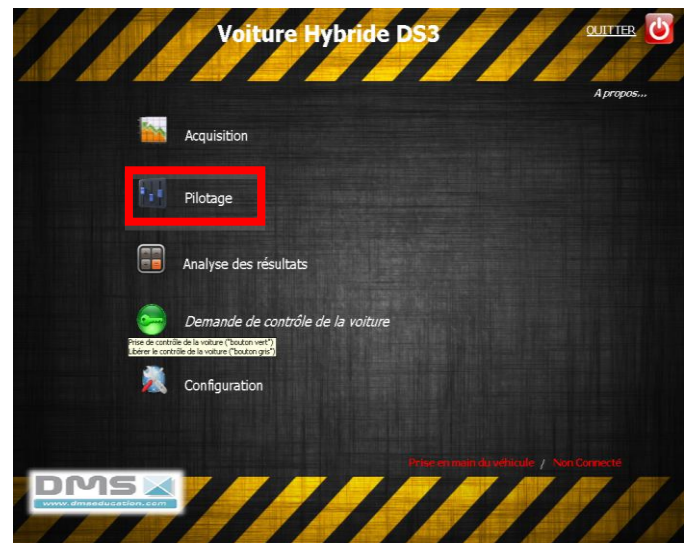 Voiture Hybride DS3
QUITTER
A propos...
Acquisition
Pilotage
Analyse des résultats
Demande de contrôle de la voiture
Prise de contrôle de la voiture ("bouton vert")
Libérer le contrôle de la voiture ("bouton gris")
Configuration
Prise en main du véhicule / Non Connecté
DMS
www.dmseducation.com